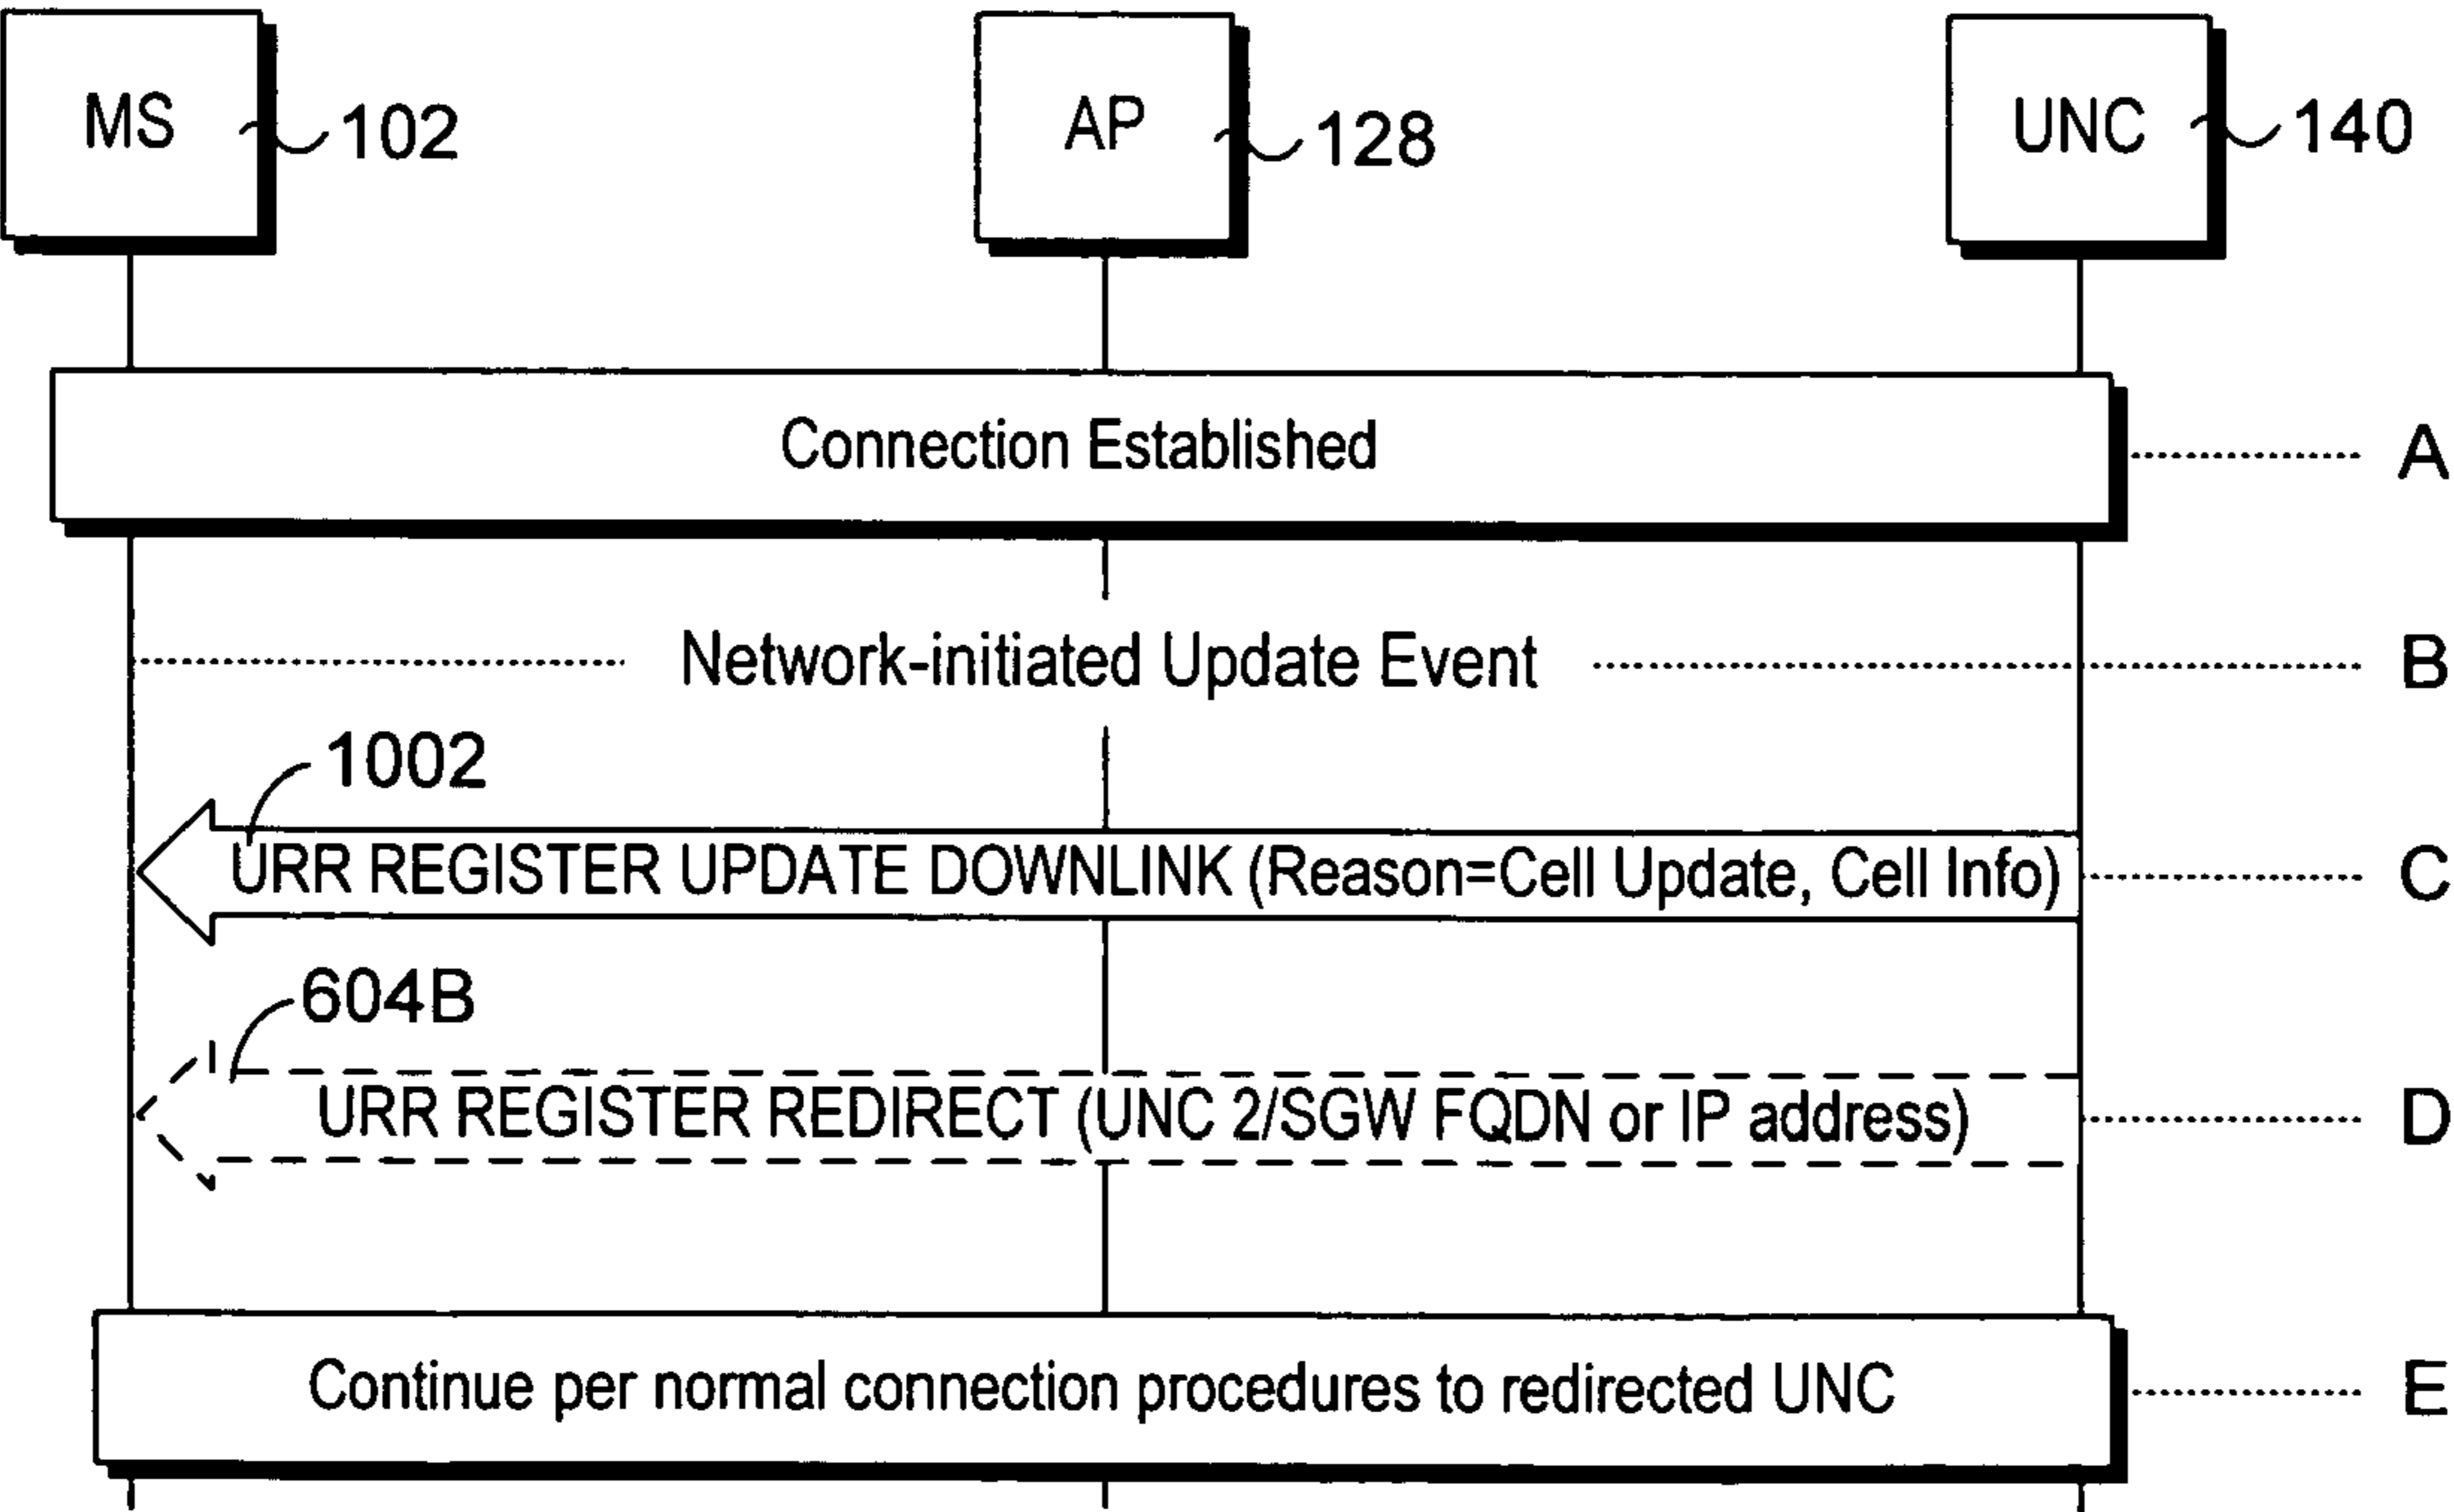 MS
102
AP
128
UNC
140
Connection Established
A
Network-initiated Update Event
B
1002
URR REGISTER UPDATE DOWNLINK (Reason=Cell Update, Cell Info)
C
604B
URR REGISTER REDIRECT (UNC 2/SGW FQDN or IP address)
D
Continue per normal connection procedures to redirected UNC
E